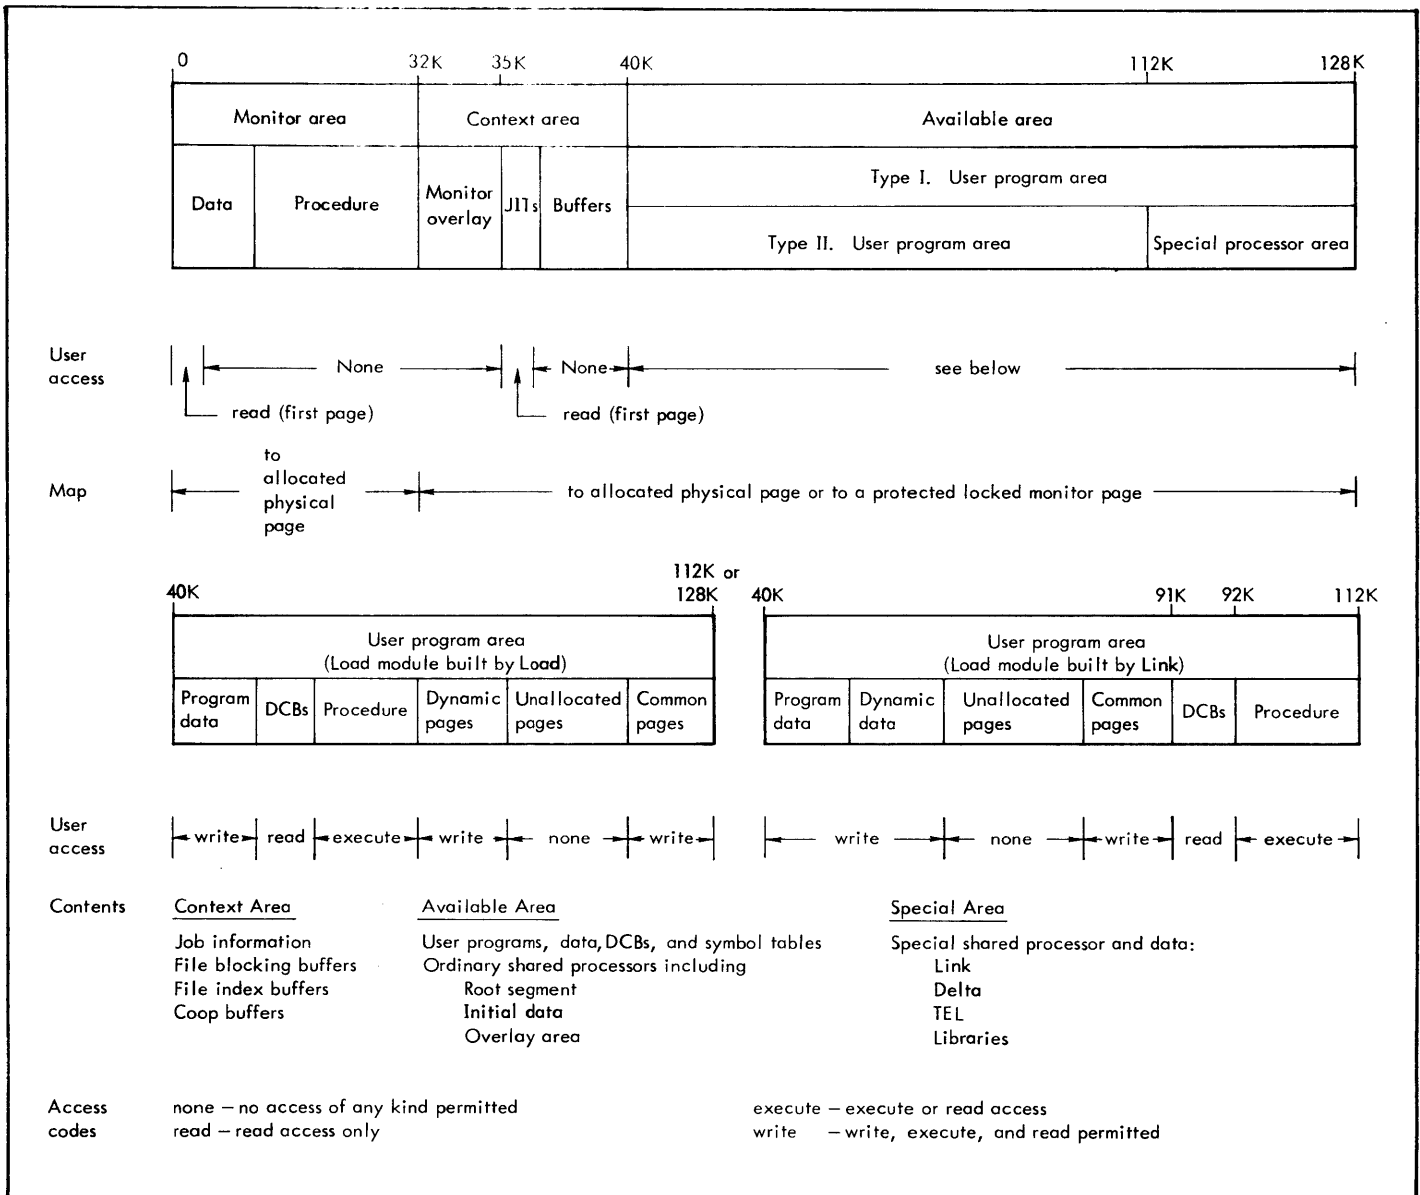 0 32K 35K 40K 112K 128K
Monitor area Context area Available area
Data Procedure Monitor overlay JITs Buffers
Type I. User program area
Type II. User program area Special processor area
User access
None None see below
read (first page) read (first page)
Map
to allocated physical page
to allocated physical page or to a protected locked monitor page
40K 112K or 128K
40K 91K 92K 112K
User program area
(Load module built by Load)
Program data DCBs Procedure Dynamic pages Unallocated pages Common pages
User program area
(Load module built by Link)
Program data Dynamic data Unallocated pages Common pages DCBs Procedure
User access
write read execute write none write
write none write read execute
Contents
Context Area
Job information
File blocking buffers
File index buffers
Coop buffers
Available Area
User programs, data, DCBs, and symbol tables
Ordinary shared processors including
Root segment
Initial data
Overlay area
Special Area
Special shared processor and data:
Link
Delta
TEL
Libraries
Access codes
none – no access of any kind permitted
read – read access only
execute – execute or read access
write – write, execute, and read permitted